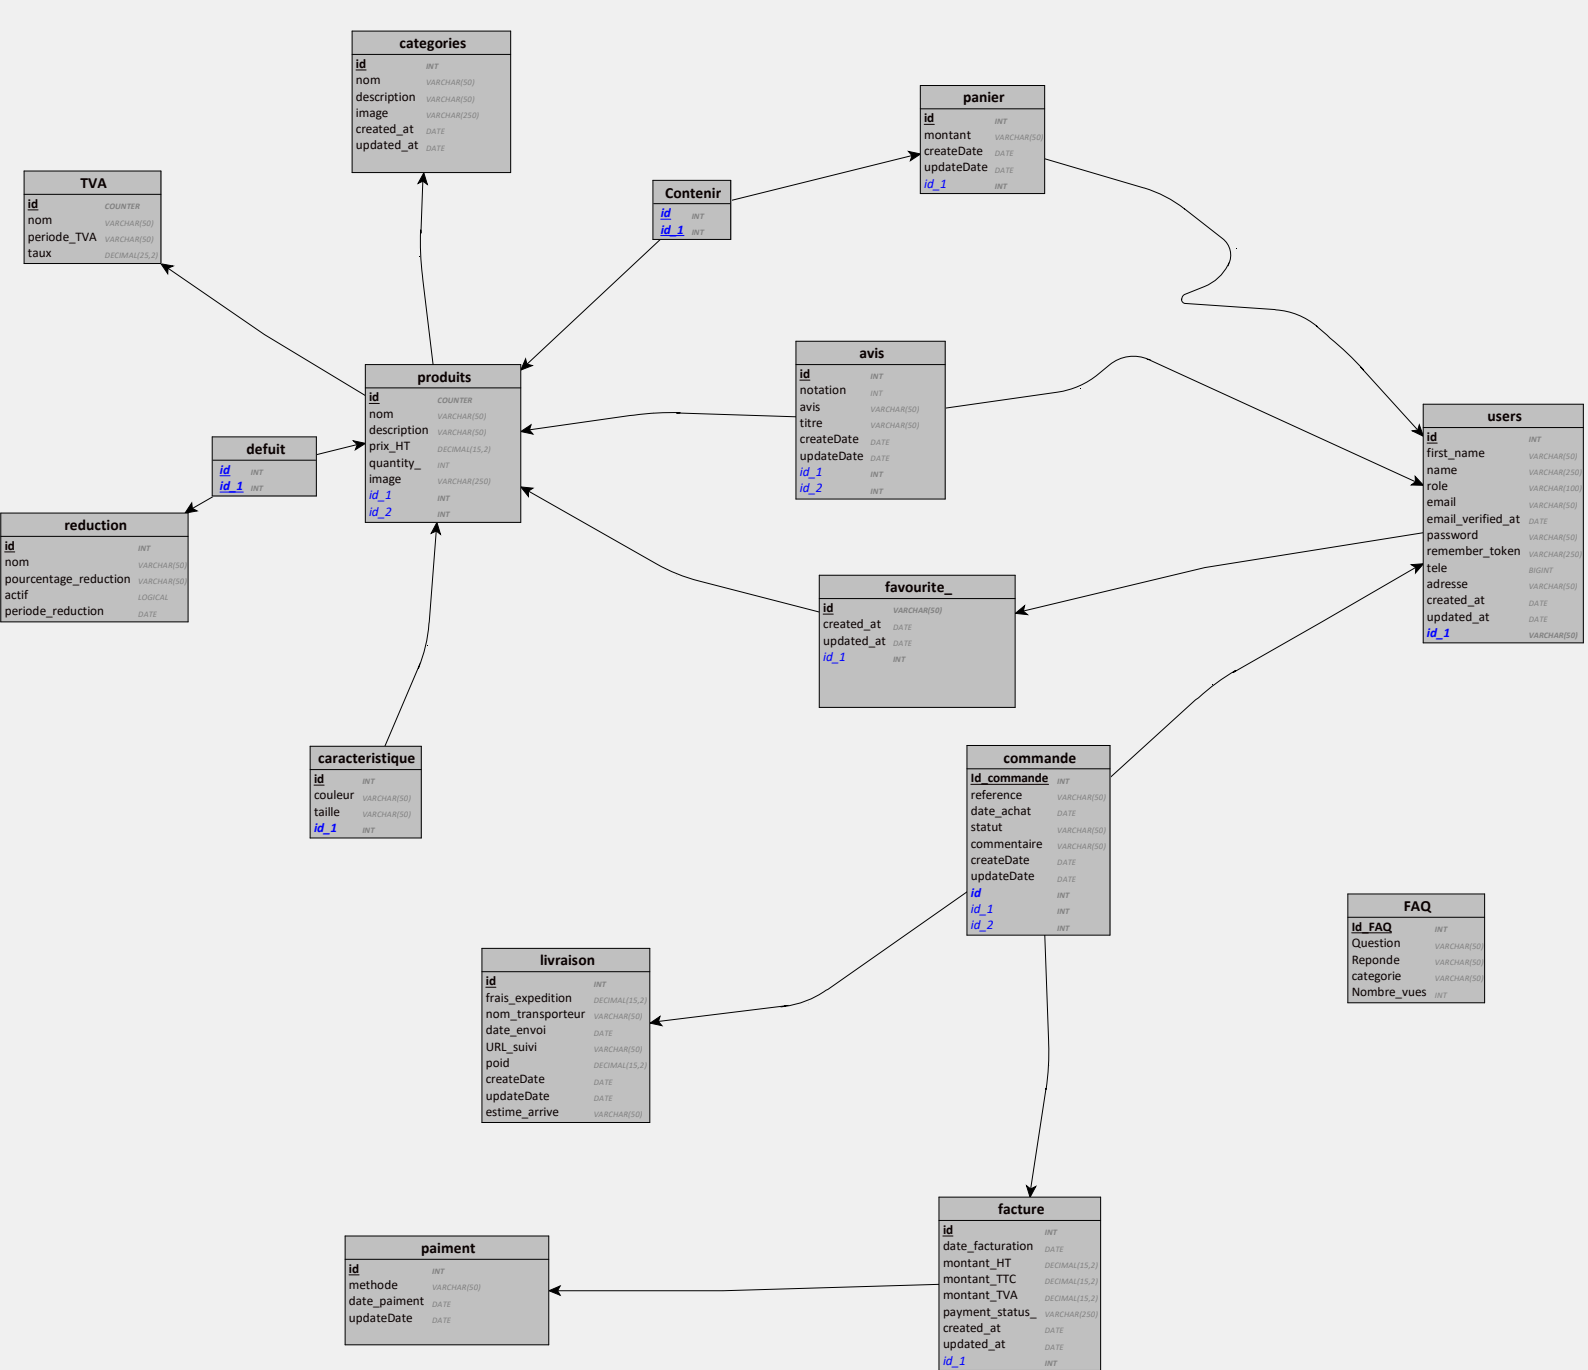 categories
id INT
nom VARCHAR(50)
description VARCHAR(50)
image VARCHAR(250)
created_at DATE
updated_at DATE
panier
id INT
montant VARCHAR(50)
createDate DATE
updateDate DATE
id_1 INT
TVA
id COUNTER
nom VARCHAR(50)
periode_TVA VARCHAR(50)
taux DECIMAL(25,2)
Contenir
id INT
id_1 INT
produits
id COUNTER
nom VARCHAR(50)
description VARCHAR(50)
prix_HT DECIMAL(15,2)
quantity_ INT
image VARCHAR(250)
id_1 INT
id_2 INT
avis
id INT
notation INT
avis VARCHAR(50)
titre VARCHAR(50)
createDate DATE
updateDate DATE
id_1 INT
id_2 INT
users
id INT
first_name VARCHAR(50)
name VARCHAR(250)
role VARCHAR(100)
email VARCHAR(50)
email_verified_at DATE
password VARCHAR(50)
remember_token VARCHAR(250)
tele BIGINT
adresse VARCHAR(50)
created_at DATE
updated_at DATE
id_1 VARCHAR(50)
defuit
id INT
id_1 INT
reduction
id INT
nom VARCHAR(50)
pourcentage_reduction VARCHAR(50)
actif LOGICAL
periode_reduction DATE
favourite_
id VARCHAR(50)
created_at DATE
updated_at DATE
id_1 INT
caracteristique
id INT
couleur VARCHAR(50)
taille VARCHAR(50)
id_1 INT
commande
Id_commande INT
reference VARCHAR(50)
date_achat DATE
statut VARCHAR(50)
commentaire VARCHAR(50)
createDate DATE
updateDate DATE
id INT
id_1 INT
id_2 INT
FAQ
Id_FAQ INT
Question VARCHAR(50)
Reponde VARCHAR(50)
categorie VARCHAR(50)
Nombre_vues INT
livraison
id INT
frais_expedition DECIMAL(15,2)
nom_transporteur VARCHAR(50)
date_envoi DATE
URL_suivi VARCHAR(50)
poid DECIMAL(15,2)
createDate DATE
updateDate DATE
estime_arrive VARCHAR(50)
facture
id INT
date_facturation DATE
montant_HT DECIMAL(15,2)
montant_TTC DECIMAL(15,2)
montant_TVA DECIMAL(15,2)
payment_status_ VARCHAR(250)
created_at DATE
updated_at DATE
id_1 INT
paiment
id INT
methode VARCHAR(50)
date_paiment DATE
updateDate DATE